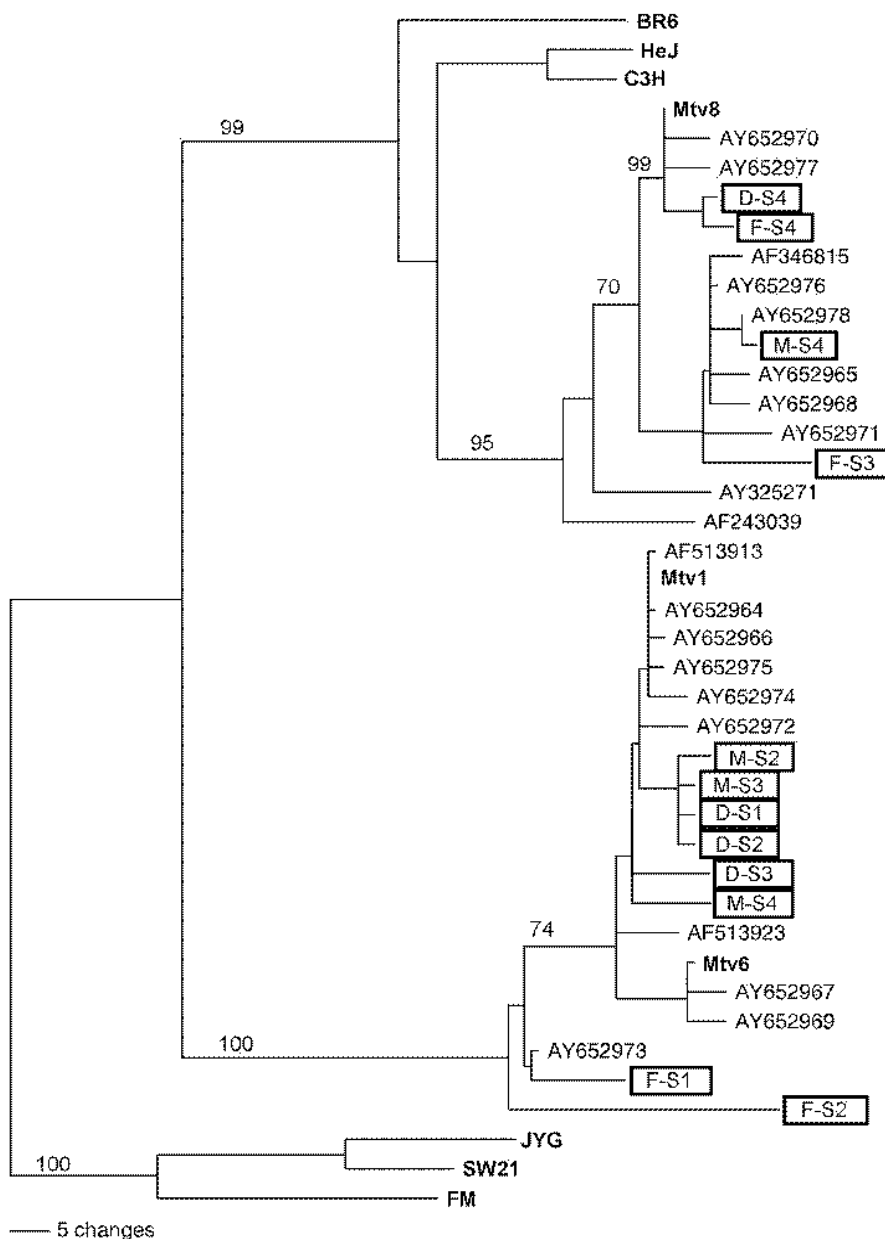 BR6
HeJ
C3H
99
Mtv8
AY652970
99
AY652977
D-S4
F-S4
AF346815
70
AY652976
AY652978
M-S4
AY652965
AY652968
AY652971
95
F-S3
AY325271
AF243039
AF513913
Mtv1
AY652964
AY652966
AY652975
AY652974
AY652972
M-S2
M-S3
D-S1
D-S2
D-S3
M-S4
74
AF513923
Mtv6
AY652967
AY652969
100
AY652973
F-S1
F-S2
JYG
100
SW21
FM
5 changes